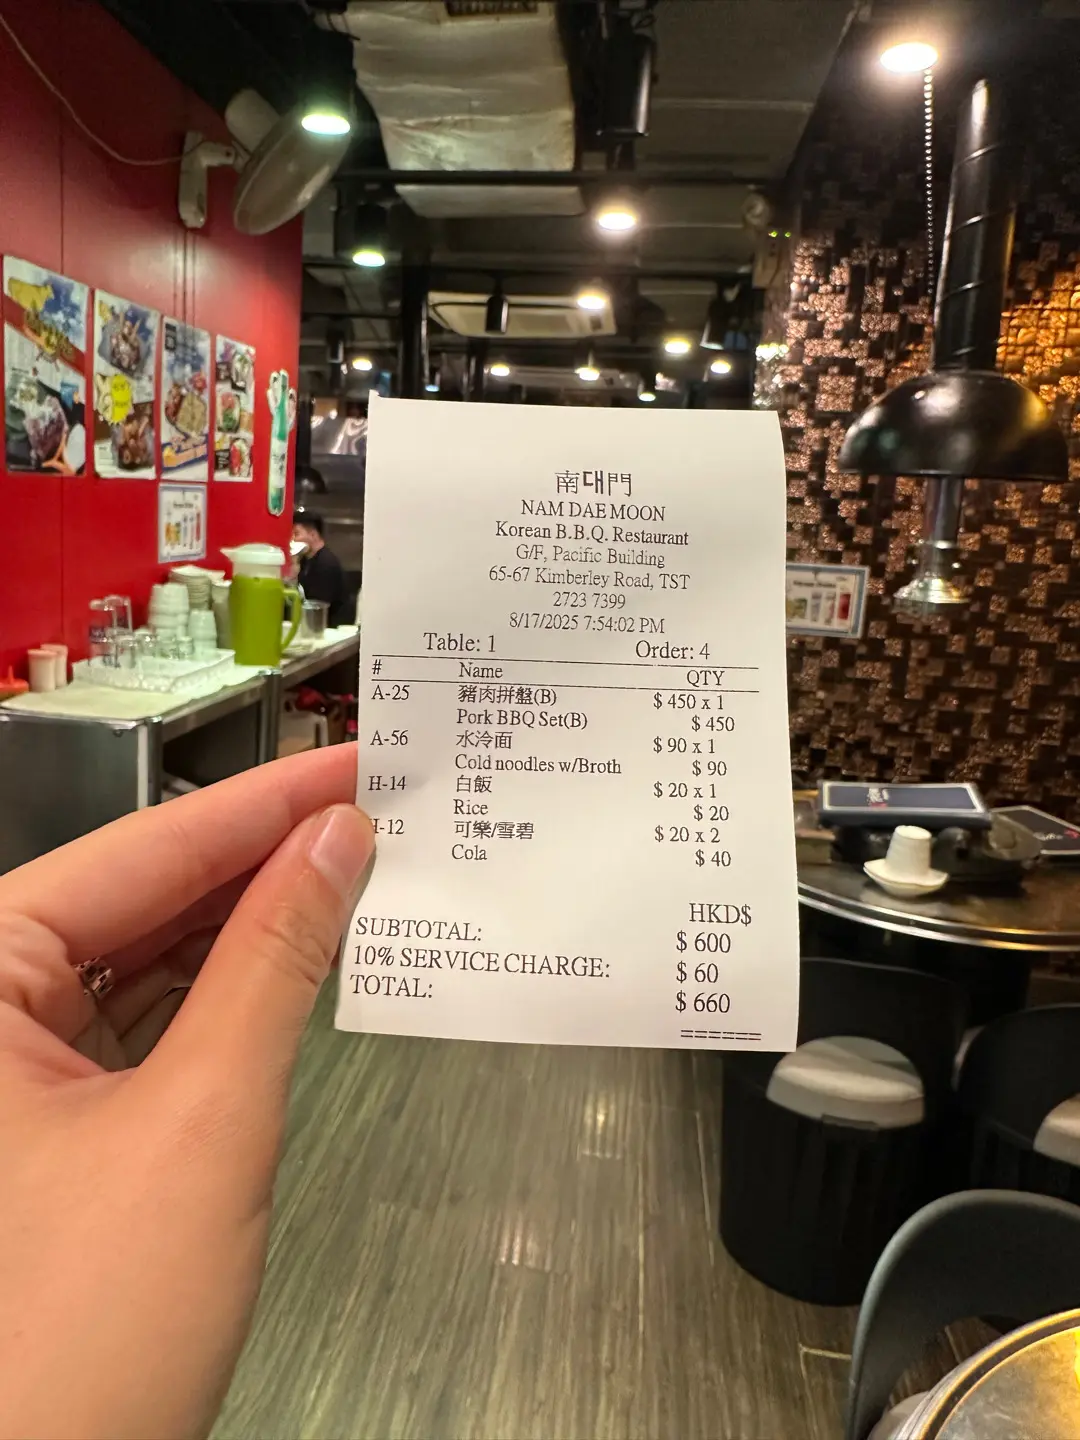 南대門
NAM DAE MOON
Korean B.B.Q. Restaurant
G/F, Pacific Building
65-67 Kimberley Road, TST
2723 7399
8/17/2025 7:54:02 PM
Table: 1 Order: 4
# Name QTY
A-25 豬肉拼盤(B) $ 450 x 1
Pork BBQ Set(B) $ 450
A-56 水冷面 $ 90 x 1
Cold noodles w/Broth $ 90
H-14 白飯 $ 20 x 1
Rice $ 20
H-12 可樂/雪碧 $ 20 x 2
Cola $ 40
HKD$
SUBTOTAL: $ 600
10% SERVICE CHARGE: $ 60
TOTAL: $ 660
======